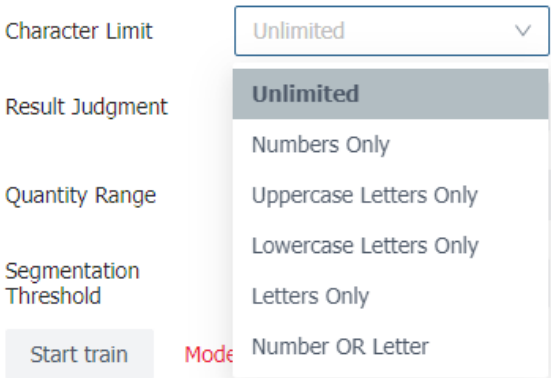 Character Limit
Unlimited
Unlimited
Result Judgment
Numbers Only
Quantity Range
Uppercase Letters Only
Lowercase Letters Only
Segmentation
Threshold
Letters Only
Start train
Mode
Number OR Letter